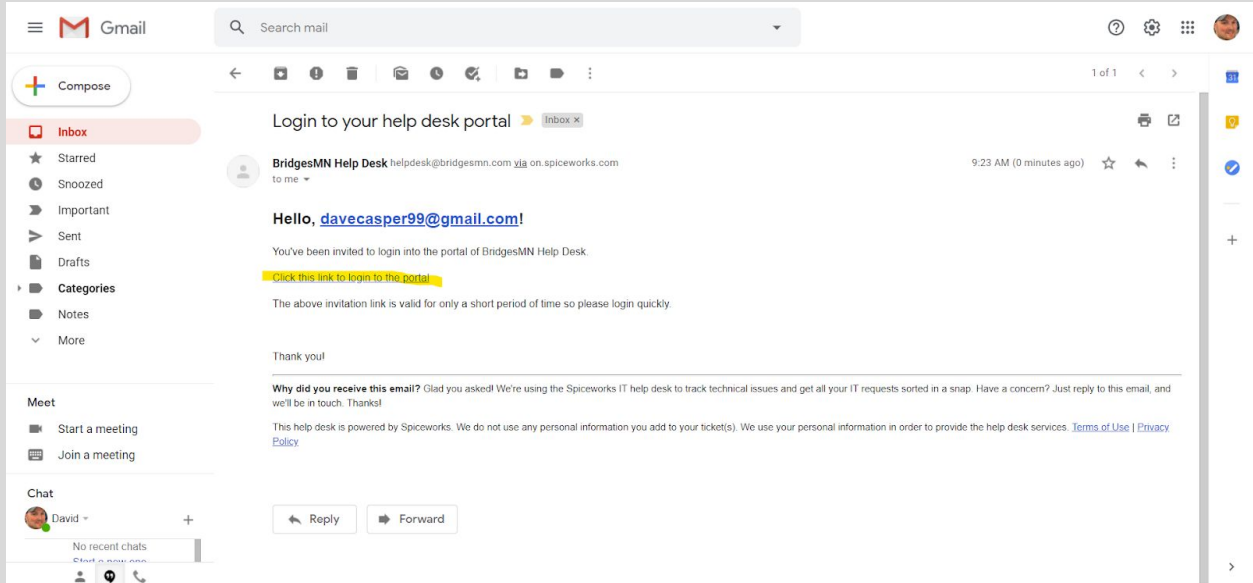 Gmail
Search mail
Compose
1 of 1
31
Inbox
Starred
Snoozed
Important
Sent
Drafts
Categories
Notes
More
Login to your help desk portal Inbox x
BridgesMN Help Desk helpdesk@bridgesmn.com via on.spiceworks.com
9:23 AM (0 minutes ago)
to me
Hello, davecasper99@gmail.com!
You've been invited to login into the portal of BridgesMN Help Desk.
Click this link to login to the portal
The above invitation link is valid for only a short period of time so please login quickly.
Thank you!
Why did you receive this email? Glad you asked! We're using the Spiceworks IT help desk to track technical issues and get all your IT requests sorted in a snap. Have a concern? Just reply to this email, and
we'll be in touch. Thanks!
This help desk is powered by Spiceworks. We do not use any personal information you add to your ticket(s). We use your personal information in order to provide the help desk services. Terms of Use | Privacy
Policy
Reply
Forward
Meet
Start a meeting
Join a meeting
Chat
David
No recent chats
Start a new one